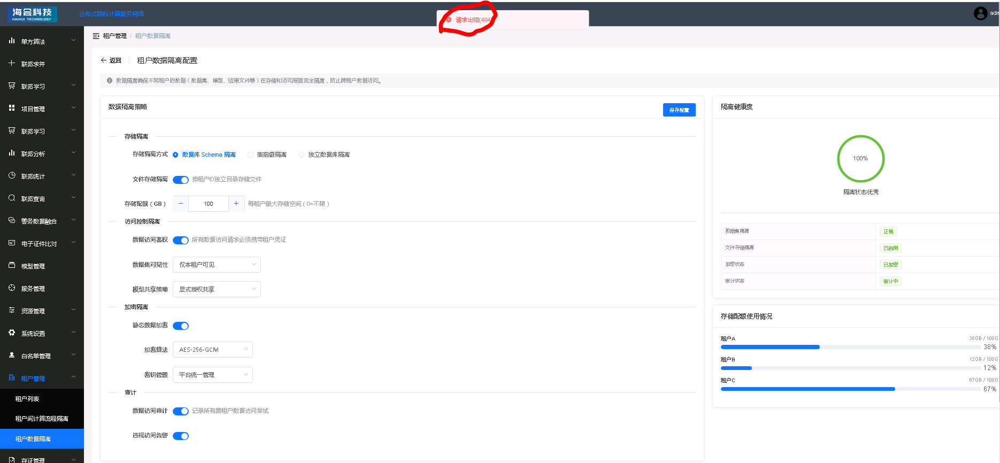 海会科技
HAIHUI TECHNOLOGY
分布式隐私计算服务网络
请求出错(404)
adm
单方算法
联邦求并
联邦学习
项目管理
联邦学习
联邦分析
联邦统计
联邦查询
警务数据融合
电子证件比对
模型管理
服务管理
资源管理
系统设置
白名单管理
租户管理
租户列表
租户间计算流程隔离
租户数据隔离
存证管理
租户管理 / 租户数据隔离
返回 租户数据隔离配置
数据隔离确保不同租户的数据（数据集、模型、结果文件等）在存储和访问层面完全隔离，防止跨租户数据访问。
数据隔离策略
保存配置
存储隔离
存储隔离方式 数据库 Schema 隔离 表前缀隔离 独立数据库隔离
文件存储隔离 按租户ID独立目录存储文件
存储配额（GB） − 100 + 每租户最大存储空间（0=不限）
访问控制隔离
数据访问鉴权 所有数据访问请求必须携带租户凭证
数据集可见性 仅本租户可见
模型共享策略 显式授权共享
加密隔离
静态数据加密
加密算法 AES-256-GCM
密钥管理 平台统一管理
审计
数据访问审计 记录所有跨租户数据访问尝试
违规访问告警
隔离健康度
100%
隔离状态优秀
数据集隔离 正常
文件存储隔离 已启用
加密状态 已加密
审计状态 审计中
存储配额使用情况
租户A 38GB / 100G
38%
租户B 12GB / 100G
12%
租户C 67GB / 100G
67%